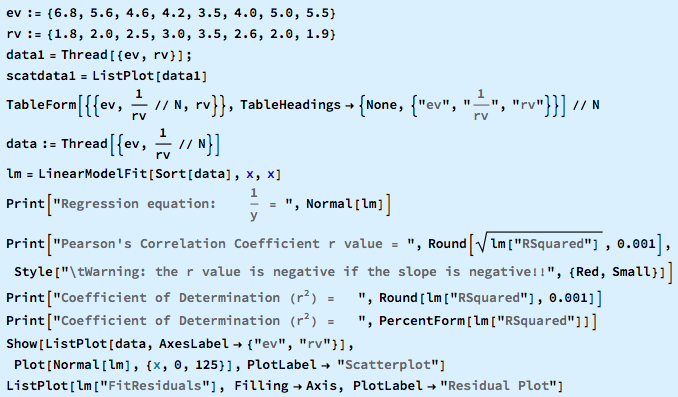 ev := {6.8, 5.6, 4.6, 4.2, 3.5, 4.0, 5.0, 5.5}
rv := {1.8, 2.0, 2.5, 3.0, 3.5, 2.6, 2.0, 1.9}
data1 = Thread[{ev, rv}];
scatdata1 = ListPlot[data1]
TableForm[{{ev, 1/rv // N, rv}}, TableHeadings → {None, {"ev", "1/rv", "rv"}}] // N
data := Thread[{ev, 1/rv // N}]
lm = LinearModelFit[Sort[data], x, x]
Print["Regression equation: 1/y = ", Normal[lm]]
Print["Pearson's Correlation Coefficient r value = ", Round[√lm["RSquared"] , 0.001],
Style["\tWarning: the r value is negative if the slope is negative!!", {Red, Small}]]
Print["Coefficient of Determination (r²) = ", Round[lm["RSquared"], 0.001]]
Print["Coefficient of Determination (r²) = ", PercentForm[lm["RSquared"]]]
Show[ListPlot[data, AxesLabel → {"ev", "rv"}],
Plot[Normal[lm], {x, 0, 125}], PlotLabel → "Scatterplot"]
ListPlot[lm["FitResiduals"], Filling → Axis, PlotLabel → "Residual Plot"]